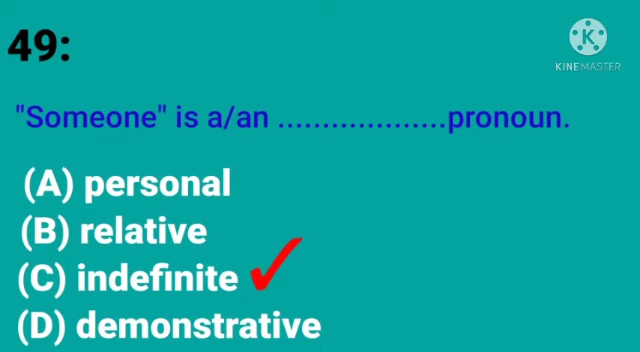 49:
KINEMASTER
"Someone" is a/an ...................pronoun.
(A) personal
(B) relative
(C) indefinite
(D) demonstrative